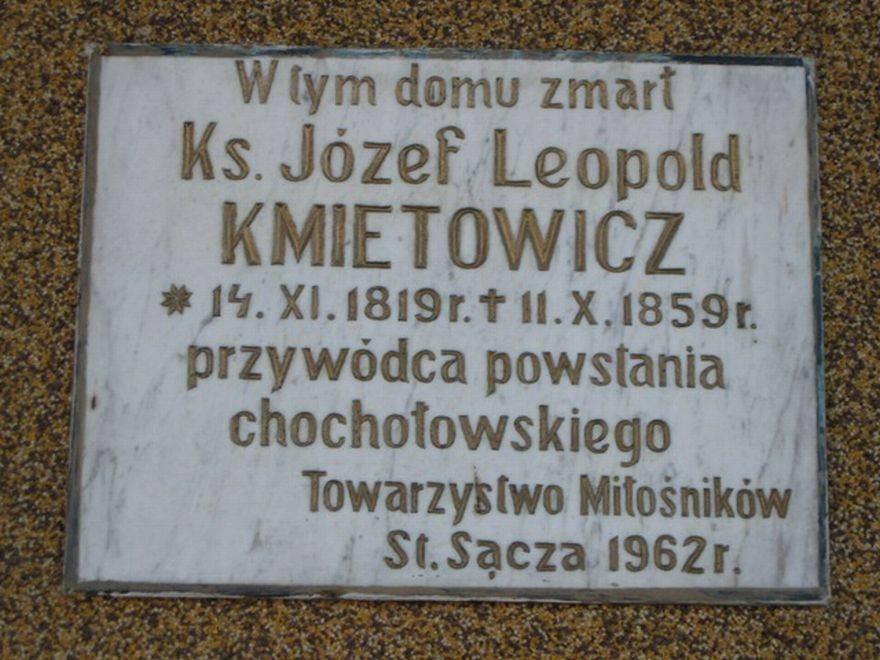 W tym domu zmarł
Ks. Józef Leopold
KMIETOWICZ
* 14. XI. 1819 r. † 11. X. 1859 r.
przywódca powstania
chochołowskiego
Towarzystwo Miłośników
St. Sącza 1962 r.